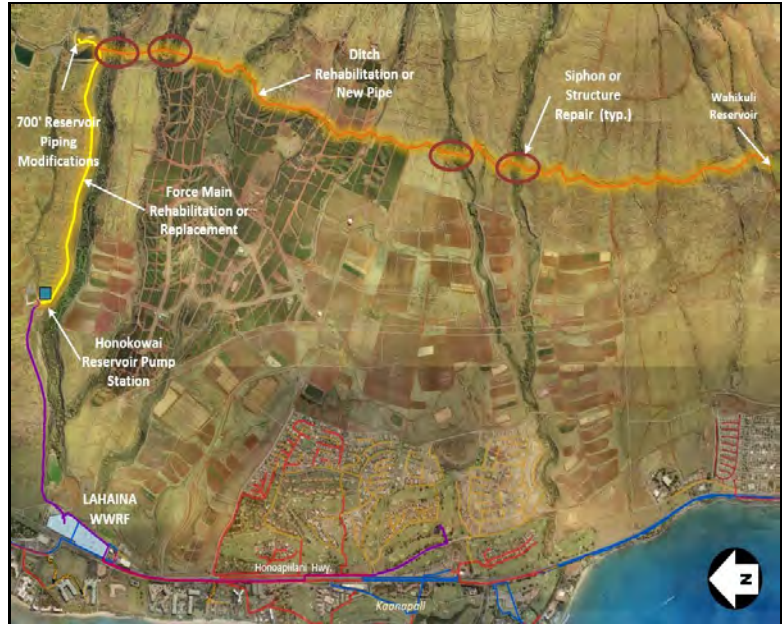 Ditch
Rehabilitation or
New Pipe
Siphon or
Structure
Repair (typ.)
Wahikuli
Reservoir
700' Reservoir
Piping
Modifications
Force Main
Rehabilitation or
Replacement
Honokowai
Reservoir Pump
Station
LAHAINA
WWRF
Honoapiilani Hwy.
Kaanapali
N